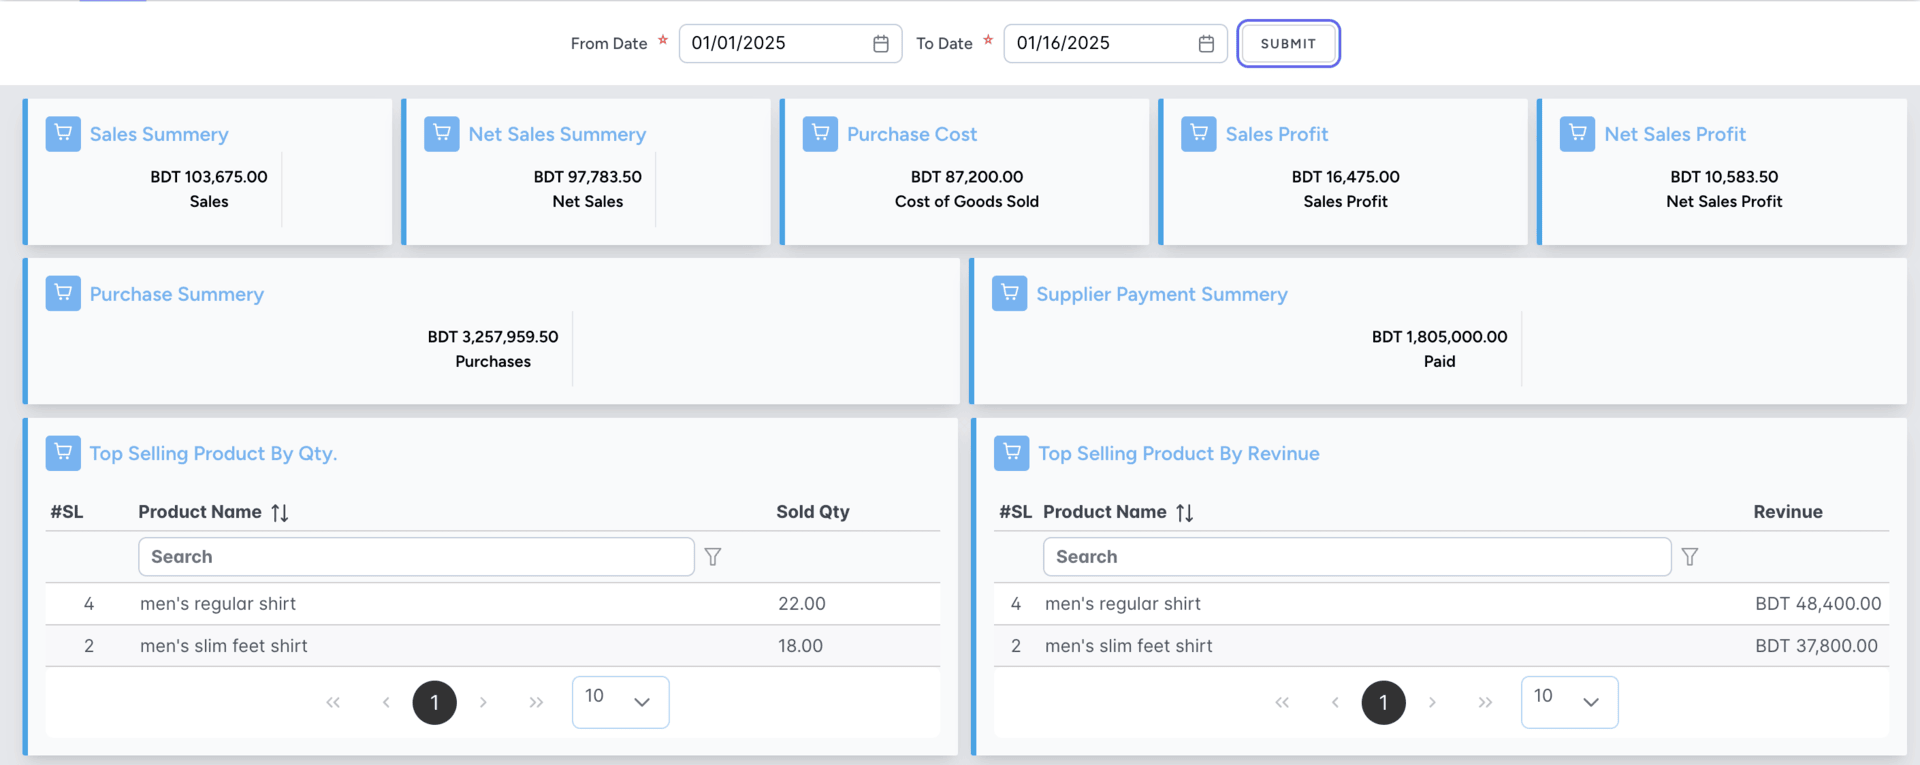 From Date * 01/01/2025 To Date * 01/16/2025 SUBMIT
Sales Summery
BDT 103,675.00
Sales
Net Sales Summery
BDT 97,783.50
Net Sales
Purchase Cost
BDT 87,200.00
Cost of Goods Sold
Sales Profit
BDT 16,475.00
Sales Profit
Net Sales Profit
BDT 10,583.50
Net Sales Profit
Purchase Summery
BDT 3,257,959.50
Purchases
Supplier Payment Summery
BDT 1,805,000.00
Paid
Top Selling Product By Qty.
#SL Product Name Sold Qty
Search
4 men's regular shirt 22.00
2 men's slim feet shirt 18.00
1 10
Top Selling Product By Revinue
#SL Product Name Revinue
Search
4 men's regular shirt BDT 48,400.00
2 men's slim feet shirt BDT 37,800.00
1 10